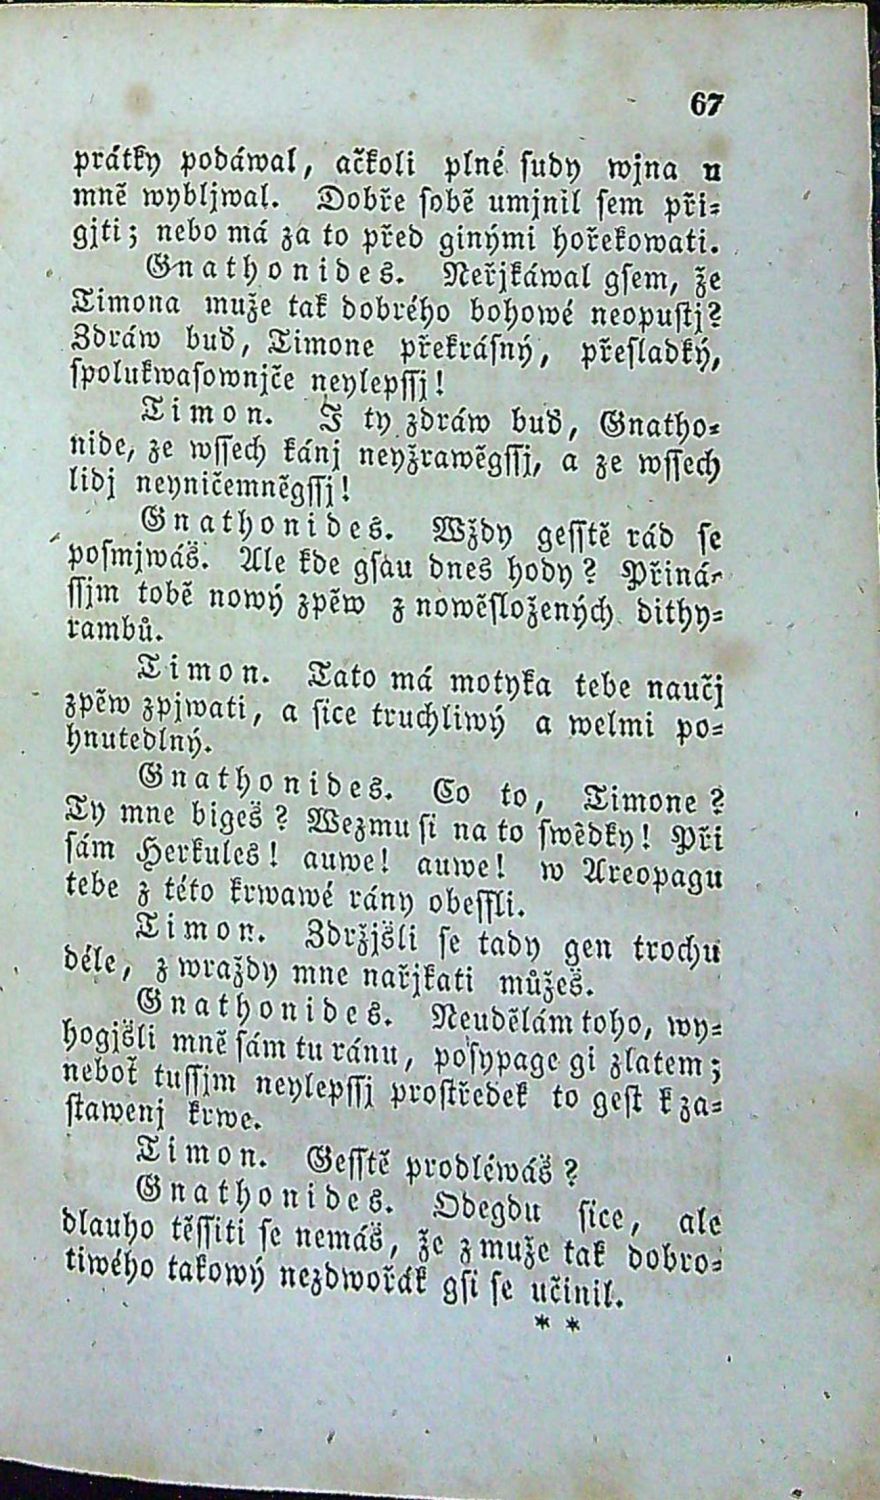 67
prátky podáwal, ačkoli plné sudy wjna u
mně wybljwal. Dobře sobě umjnil sem při-
gjti; nebo má za to před ginými hořekowati.
Gnathonides. Neřjkáwal gsem, že
Timona muže tak dobrého bohowé neopustj?
Zdráw buď, Timone překrásný, přesladký,
spolukwasownjče neylepssj!
Timon. I ty zdráw buď, Gnatho-
nide, ze wssech kánj neyžrawěgssj, a ze wssech
lidj neyničemněgssj!
Gnathonides. Wždy gesstě rád se
posmjwáš. Ale kde gsau dnes hody? Přiná-
ssjm tobě nowý zpěw z nowěsložených dithy-
rambů.
Timon. Tato má motyka tebe naučj
zpěw zpjwati, a sice truchliwý a welmi po-
hnutedlný.
Gnathonides. Co to, Timone?
Ty mne bigeš? Wezmu si na to swědky! Při
sám Herkules! auwe! auwe! w Areopagu
tebe z této krwawé rány obessli.
Timon. Zdržjšli se tady gen trochu
déle, z wraždy mne nařjkati můžeš.
Gnathonides. Neudělám toho, wy-
hogjšli mně sám tu ránu, posypage gi zlatem;
neboť tussjm neylepssj prostředek to gest k za-
stawenj krwe.
Timon. Gesstě prodléwáš?
Gnathonides. Odegdu sice, ale
dlauho těssiti se nemáš, že z muže tak dobro-
tiwého takowý nezdwořák gsi se učinil.
* *